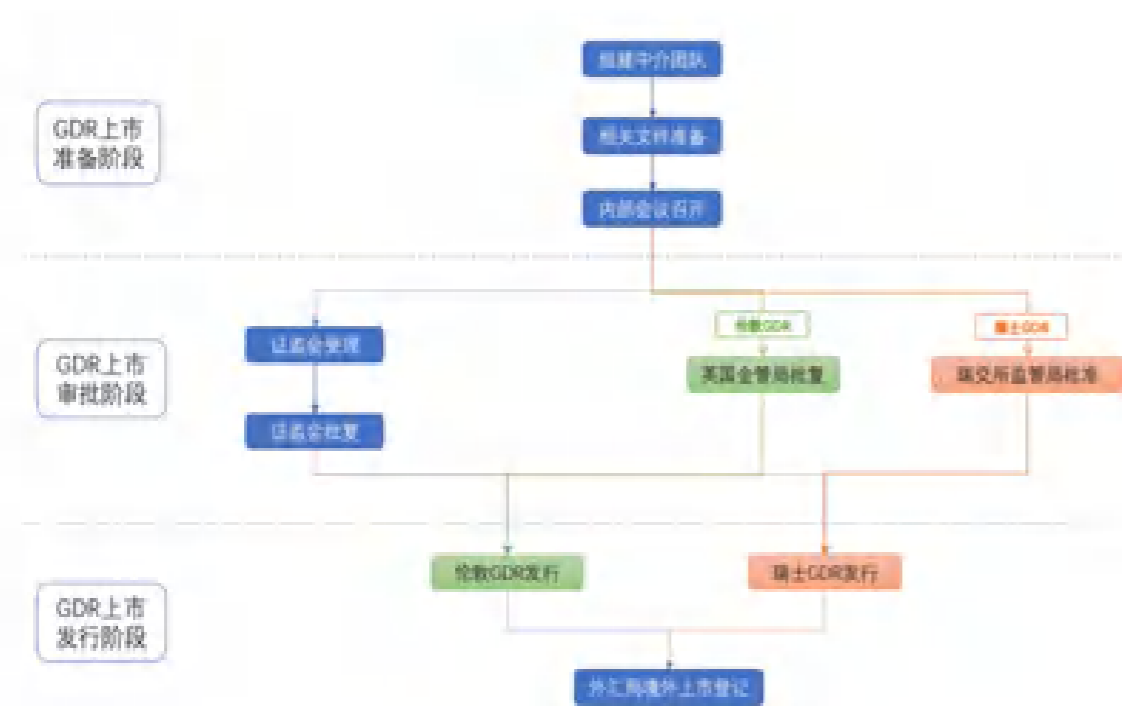 组建中介团队
GDR上市
准备阶段
相关文件准备
内部会议召开
伦敦GDR
瑞士GDR
GDR上市
审批阶段
证监会受理
英国金管局批复
瑞交所监管局批准
证监会批复
GDR上市
发行阶段
伦敦GDR发行
瑞士GDR发行
外汇局境外上市登记